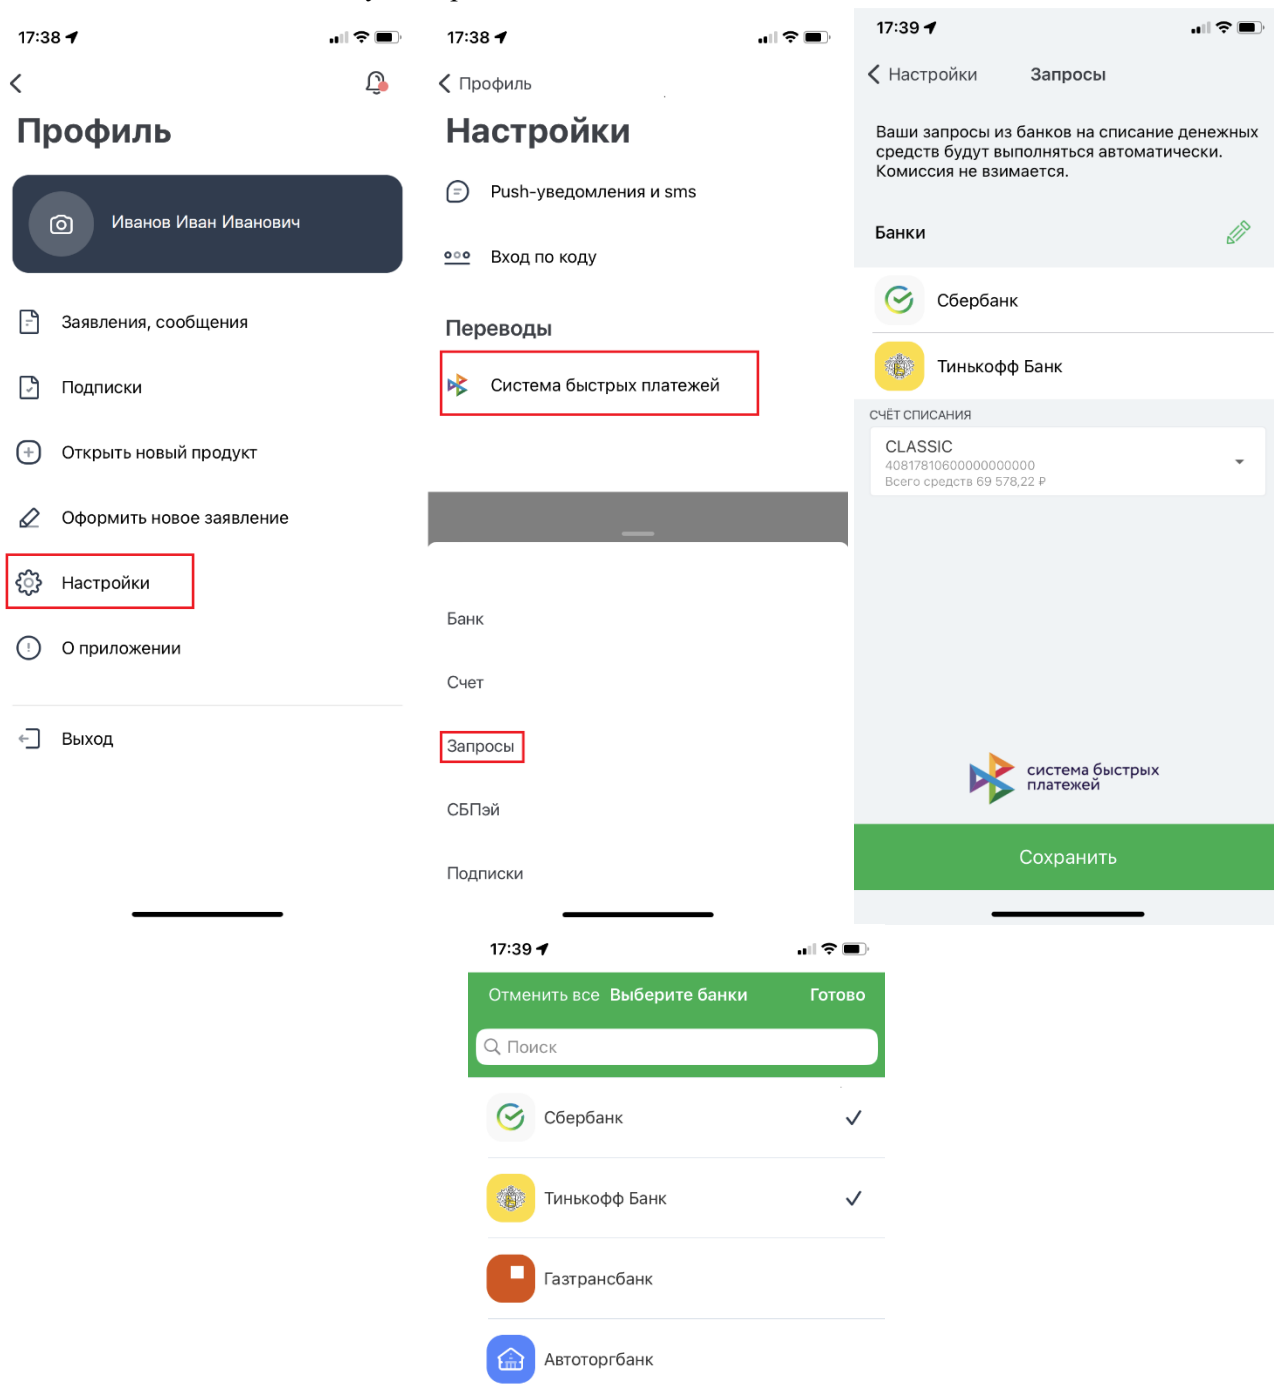 17:38
Профиль
Иванов Иван Иванович
Заявления, сообщения
Подписки
Открыть новый продукт
Оформить новое заявление
Настройки
О приложении
Выход
17:38
Профиль
Настройки
Push-уведомления и sms
Вход по коду
Переводы
Система быстрых платежей
Банк
Счет
Запросы
СБПэй
Подписки
17:39
Настройки
Запросы
Ваши запросы из банков на списание денежных
средств будут выполняться автоматически.
Комиссия не взимается.
Банки
Сбербанк
Тинькофф Банк
СЧЁТ СПИСАНИЯ
CLASSIC
40817810600000000000
Всего средств 69 578,22 ₽
система быстрых
платежей
Сохранить
17:39
Отменить все Выберите банки Готово
Поиск
Сбербанк
Тинькофф Банк
Газтрансбанк
Автоторгбанк